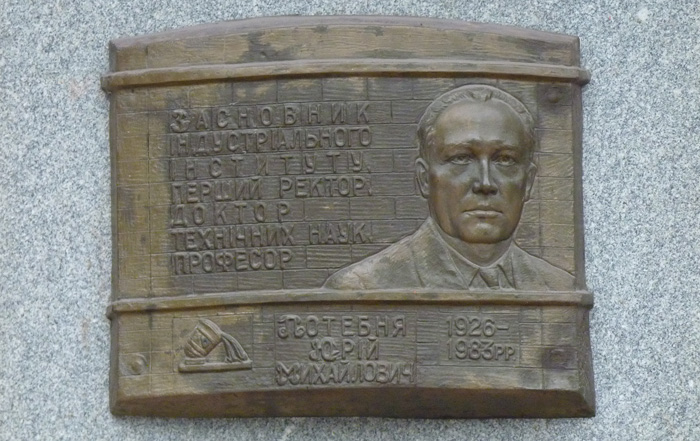 ЗАСНОВНИК
ІНДУСТРІАЛЬНОГО
ІНСТИТУТУ,
ПЕРШИЙ РЕКТОР,
ДОКТОР
ТЕХНІЧНИХ НАУК,
ПРОФЕСОР
ПОТЕБНЯ
ЮРІЙ
МИХАЙЛОВИЧ
1926-
1983РР